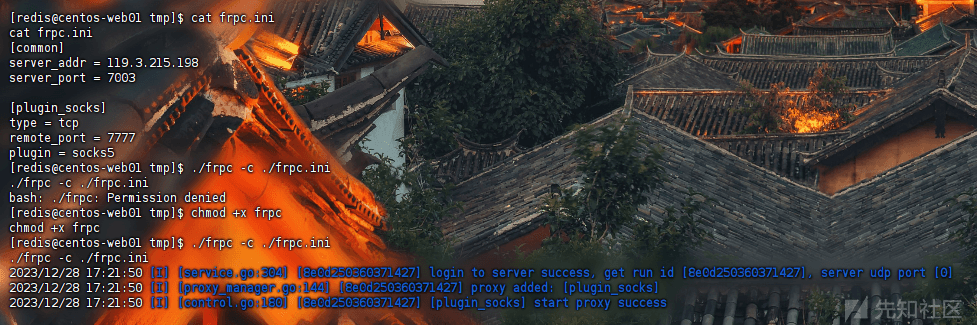 [redis@centos-web01 tmp]$ cat frpc.ini
cat frpc.ini
[common]
server_addr = 119.3.215.198
server_port = 7003
[plugin_socks]
type = tcp
remote_port = 7777
plugin = socks5
[redis@centos-web01 tmp]$ ./frpc -c ./frpc.ini
./frpc -c ./frpc.ini
bash: ./frpc: Permission denied
[redis@centos-web01 tmp]$ chmod +x frpc
chmod +x frpc
[redis@centos-web01 tmp]$ ./frpc -c ./frpc.ini
./frpc -c ./frpc.ini
2023/12/28 17:21:50 [I] [service.go:304] [8e0d250360371427] login to server success, get run id [8e0d250360371427], server udp port [0]
2023/12/28 17:21:50 [I] [proxy_manager.go:144] [8e0d250360371427] proxy added: [plugin_socks]
2023/12/28 17:21:50 [I] [control.go:180] [8e0d250360371427] [plugin_socks] start proxy success
先知社区